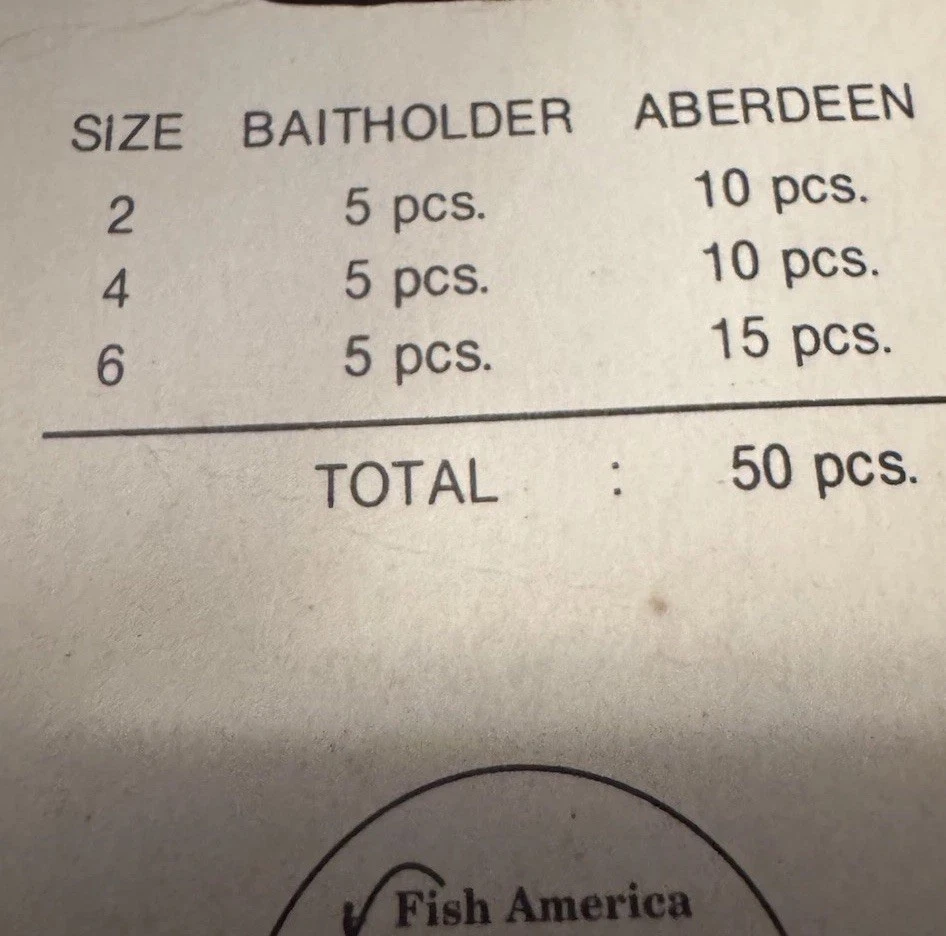 SIZE BAITHOLDER ABERDEEN
2 5 pcs. 10 pcs.
4 5 pcs. 10 pcs.
6 5 pcs. 15 pcs.
TOTAL : 50 pcs.
Fish America